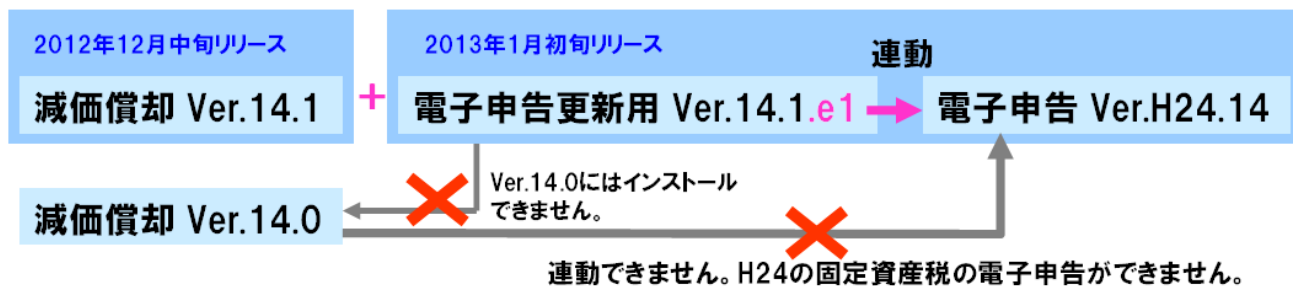 2012年12月中旬リリース
減価償却 Ver.14.1
+
2013年1月初旬リリース
連動
電子申告更新用 Ver.14.1.e1
電子申告 Ver.H24.14
Ver.14.0にはインストール
できません。
減価償却 Ver.14.0
連動できません。H24の固定資産税の電子申告ができません。